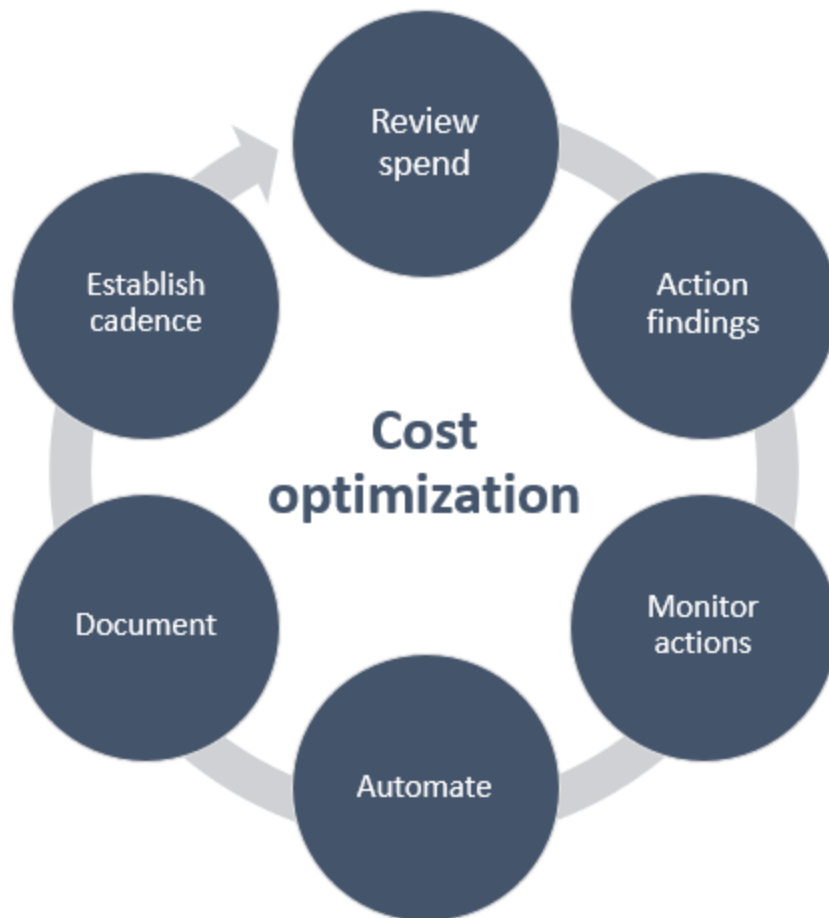 Review
spend
Action
findings
Monitor
actions
Automate
Document
Establish
cadence
Cost
optimization